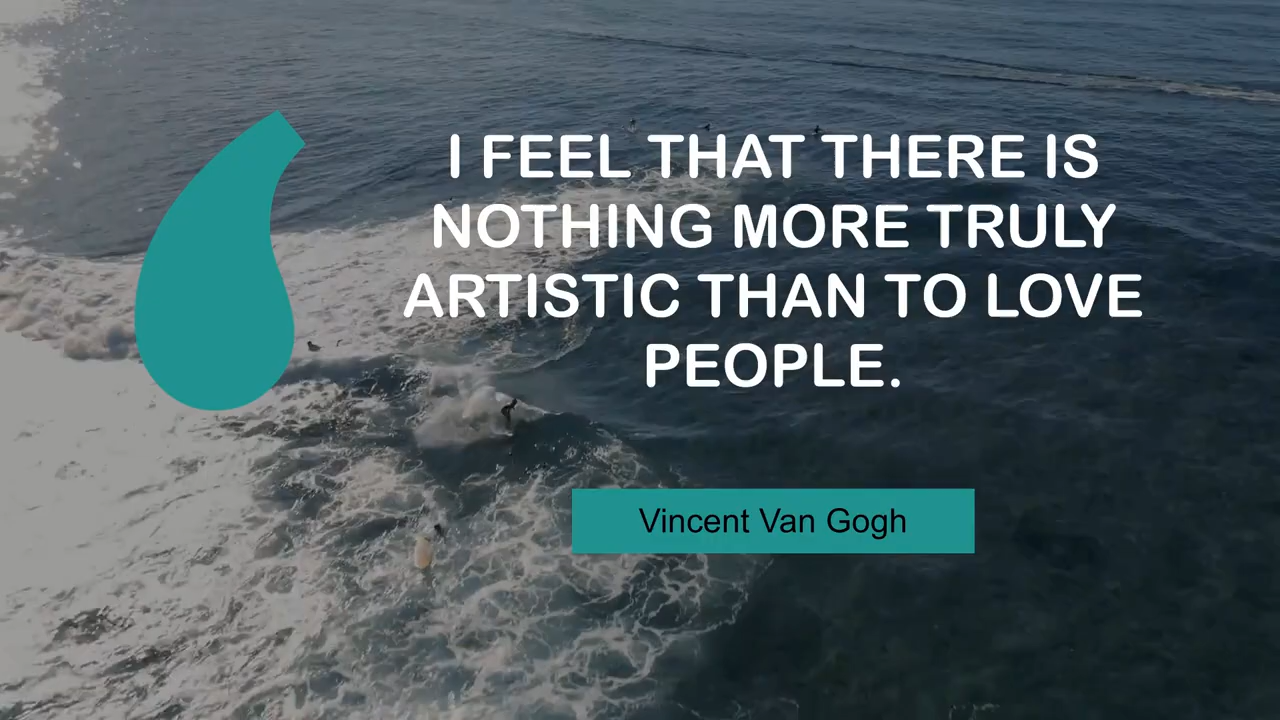 I FEEL THAT THERE IS
NOTHING MORE TRULY
ARTISTIC THAN TO LOVE
PEOPLE.
Vincent Van Gogh